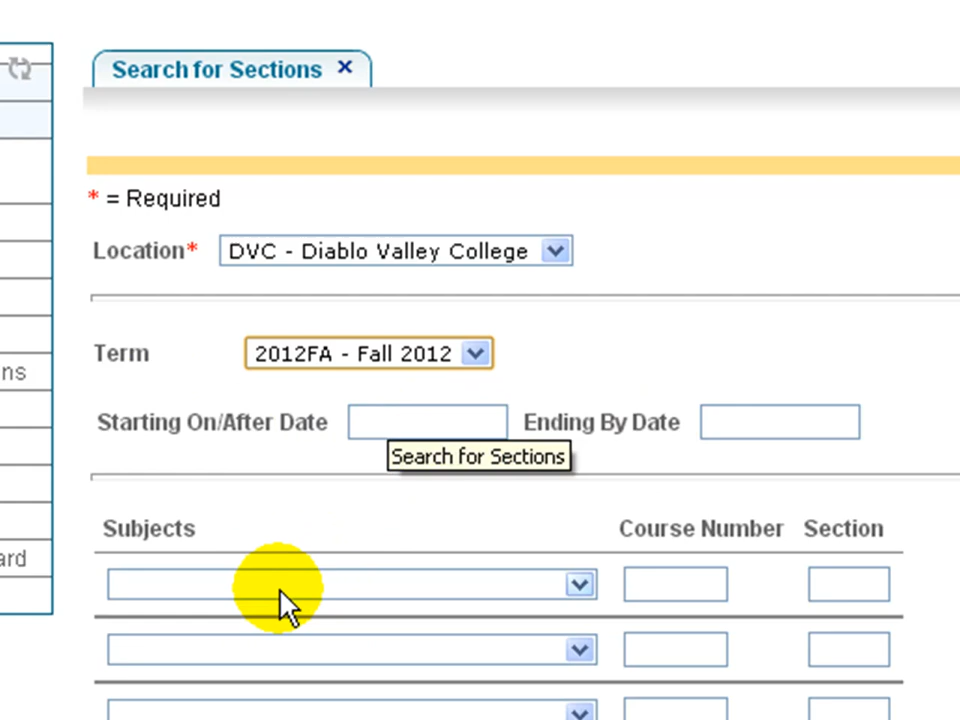 Search for Sections ×
* = Required
Location* DVC - Diablo Valley College
Term 2012FA - Fall 2012
ns
Starting On/After Date Ending By Date
Search for Sections
Subjects Course Number Section
ard